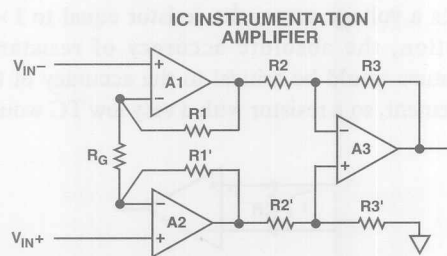 IC INSTRUMENTATION
AMPLIFIER
VIN− + A1 − R2 R3
R1
RG − A3 +
R1'
− A2 + R2' R3'
VIN+